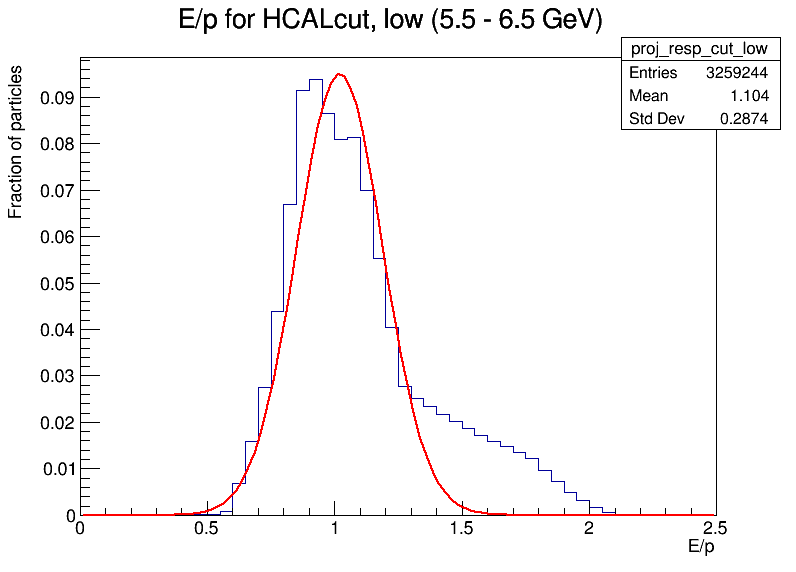 E/p for HCALcut, low (5.5 - 6.5 GeV)
proj_resp_cut_low
Entries 3259244
Mean 1.104
Std Dev 0.2874
Fraction of particles
0.09
0.08
0.07
0.06
0.05
0.04
0.03
0.02
0.01
0
0 0.5 1 1.5 2 2.5
E/p